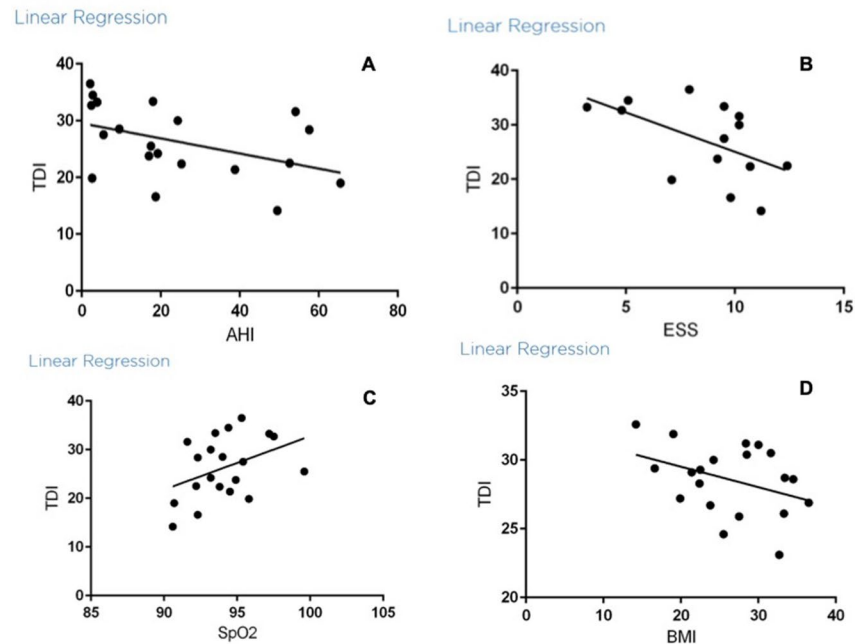 Linear Regression
A
40
30
20
10
0
TDI
0 20 40 60 80
AHI
Linear Regression
B
40
30
20
10
0
TDI
0 5 10 15
ESS
Linear Regression
C
40
30
20
10
0
TDI
85 90 95 100 105
SpO2
Linear Regression
D
35
30
25
20
TDI
0 10 20 30 40
BMI